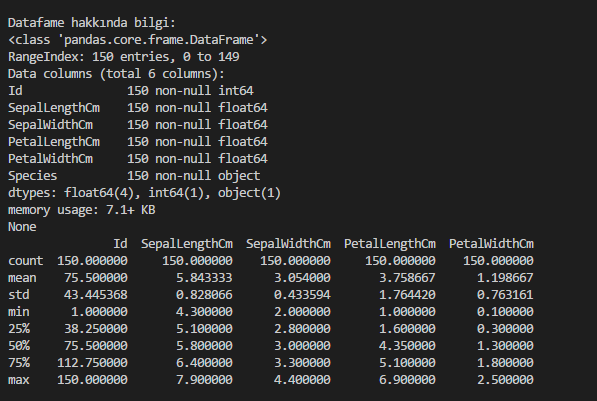 Datafame hakkında bilgi:
<class 'pandas.core.frame.DataFrame'>
RangeIndex: 150 entries, 0 to 149
Data columns (total 6 columns):
Id               150 non-null int64
SepalLengthCm    150 non-null float64
SepalWidthCm     150 non-null float64
PetalLengthCm    150 non-null float64
PetalWidthCm     150 non-null float64
Species          150 non-null object
dtypes: float64(4), int64(1), object(1)
memory usage: 7.1+ KB
None
               Id  SepalLengthCm  SepalWidthCm  PetalLengthCm  PetalWidthCm
count  150.000000     150.000000    150.000000     150.000000    150.000000
mean    75.500000       5.843333      3.054000       3.758667      1.198667
std     43.445368       0.828066      0.433594       1.764420      0.763161
min      1.000000       4.300000      2.000000       1.000000      0.100000
25%     38.250000       5.100000      2.800000       1.600000      0.300000
50%     75.500000       5.800000      3.000000       4.350000      1.300000
75%    112.750000       6.400000      3.300000       5.100000      1.800000
max    150.000000       7.900000      4.400000       6.900000      2.500000